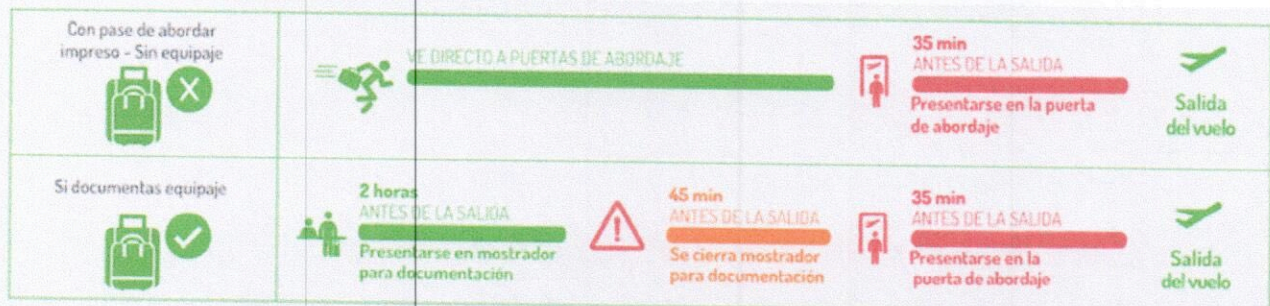 Con pase de abordar
impreso - Sin equipaje
VE DIRECTO A PUERTAS DE ABORDAJE
35 min
ANTES DE LA SALIDA
Presentarse en la puerta
de abordaje
Salida
del vuelo
Si documentas equipaje
2 horas
ANTES DE LA SALIDA
Presentarse en mostrador
para documentación
45 min
ANTES DE LA SALIDA
Se cierra mostrador
para documentación
35 min
ANTES DE LA SALIDA
Presentarse en la
puerta de abordaje
Salida
del vuelo